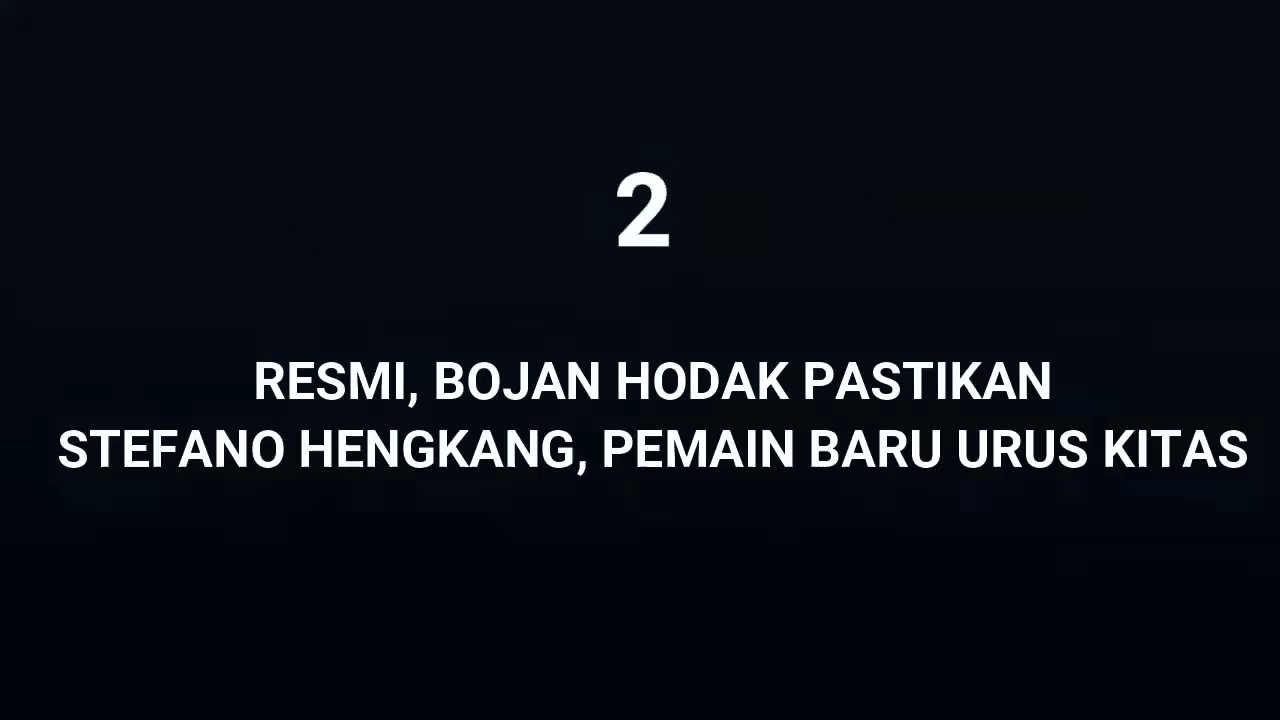 2
RESMI, BOJAN HODAK PASTIKAN
STEFANO HENGKANG, PEMAIN BARU URUS KITAS